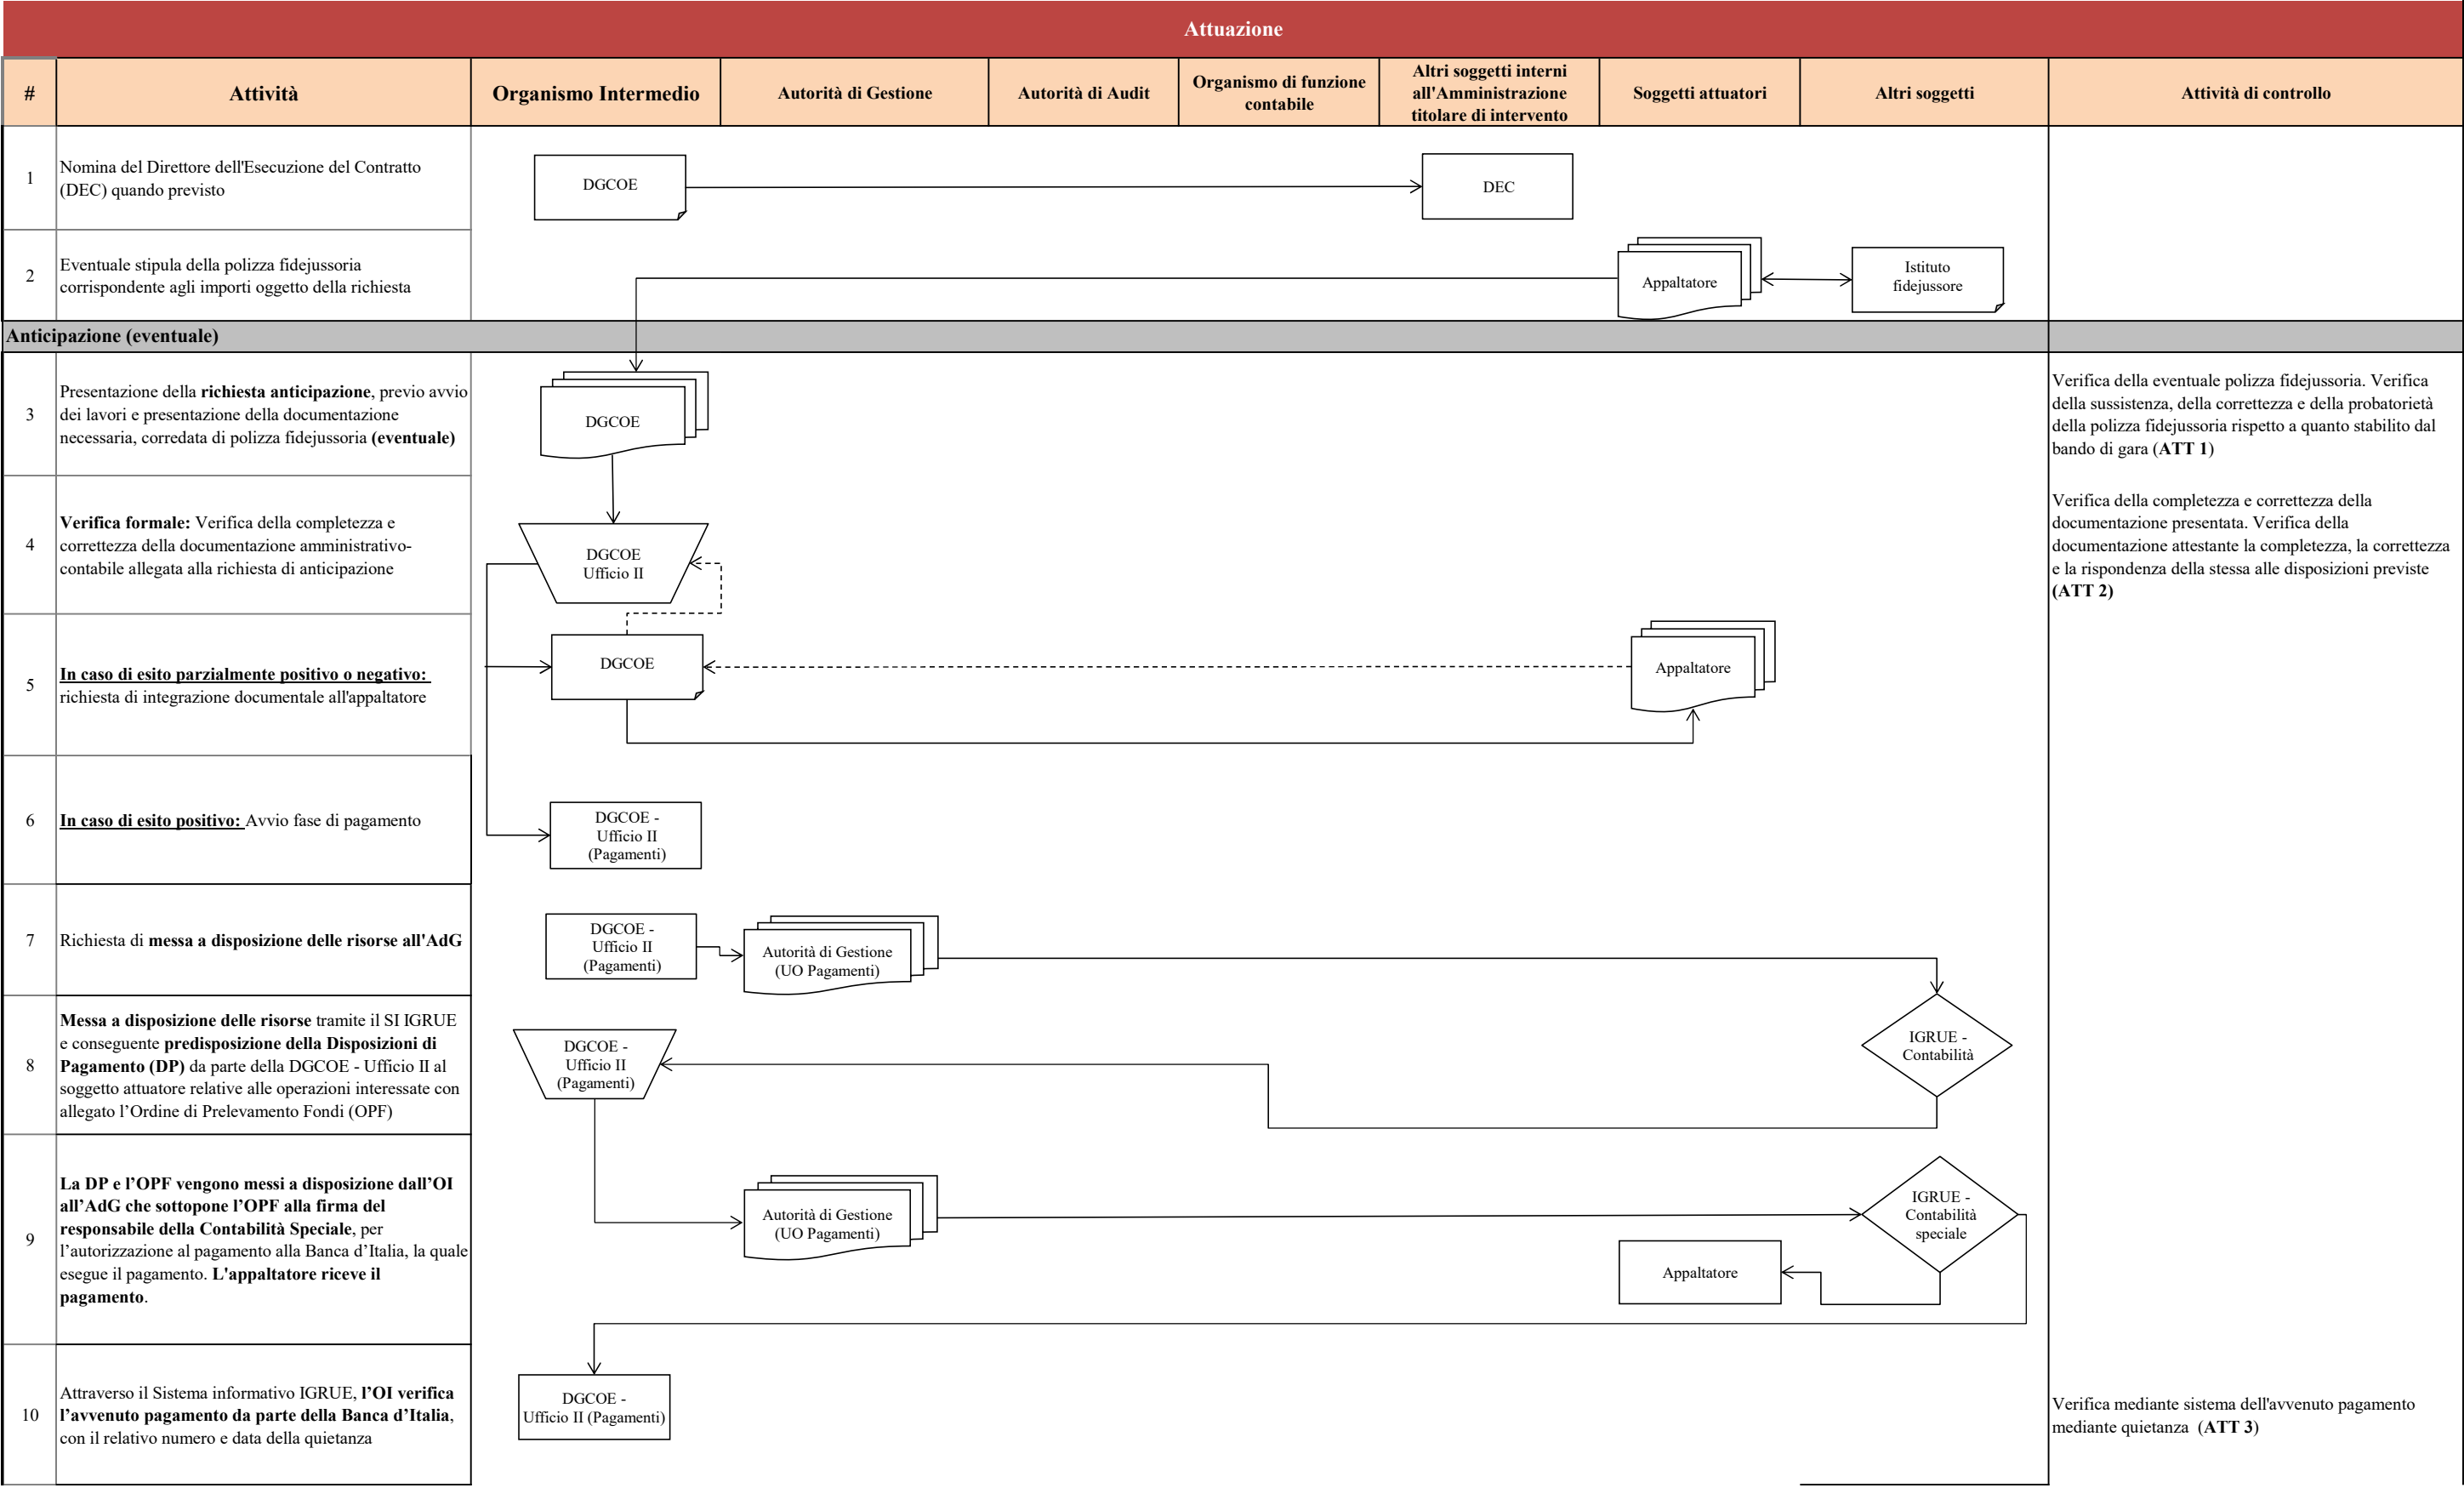 Attuazione
#
Attività
Organismo Intermedio
Autorità di Gestione
Autorità di Audit
Organismo di funzione
contabile
Altri soggetti interni
all'Amministrazione
titolare di intervento
Soggetti attuatori
Altri soggetti
Attività di controllo
1
Nomina del Direttore dell'Esecuzione del Contratto
(DEC) quando previsto
DGCOE
DEC
2
Eventuale stipula della polizza fidejussoria
corrispondente agli importi oggetto della richiesta
Appaltatore
Istituto
fidejussore
Anticipazione (eventuale)
3
Presentazione della richiesta anticipazione, previo avvio
dei lavori e presentazione della documentazione
necessaria, corredata di polizza fidejussoria (eventuale)
DGCOE
Verifica della eventuale polizza fidejussoria. Verifica
della sussistenza, della correttezza e della probatorietà
della polizza fidejussoria rispetto a quanto stabilito dal
bando di gara (ATT 1)
4
Verifica formale: Verifica della completezza e
correttezza della documentazione amministrativo-
contabile allegata alla richiesta di anticipazione
DGCOE
Ufficio II
Verifica della completezza e correttezza della
documentazione presentata. Verifica della
documentazione attestante la completezza, la correttezza
e la rispondenza della stessa alle disposizioni previste
(ATT 2)
5
In caso di esito parzialmente positivo o negativo:
richiesta di integrazione documentale all'appaltatore
DGCOE
Appaltatore
6
In caso di esito positivo: Avvio fase di pagamento
DGCOE -
Ufficio II
(Pagamenti)
7
Richiesta di messa a disposizione delle risorse all'AdG
DGCOE -
Ufficio II
(Pagamenti)
Autorità di Gestione
(UO Pagamenti)
8
Messa a disposizione delle risorse tramite il SI IGRUE
e conseguente predisposizione della Disposizioni di
Pagamento (DP) da parte della DGCOE - Ufficio II al
soggetto attuatore relative alle operazioni interessate con
allegato l’Ordine di Prelevamento Fondi (OPF)
DGCOE -
Ufficio II
(Pagamenti)
IGRUE -
Contabilità
9
La DP e l’OPF vengono messi a disposizione dall’OI
all’AdG che sottopone l’OPF alla firma del
responsabile della Contabilità Speciale, per
l’autorizzazione al pagamento alla Banca d’Italia, la quale
esegue il pagamento. L'appaltatore riceve il
pagamento.
Autorità di Gestione
(UO Pagamenti)
IGRUE -
Contabilità
speciale
Appaltatore
10
Attraverso il Sistema informativo IGRUE, l’OI verifica
l’avvenuto pagamento da parte della Banca d’Italia,
con il relativo numero e data della quietanza
DGCOE -
Ufficio II (Pagamenti)
Verifica mediante sistema dell'avvenuto pagamento
mediante quietanza (ATT 3)